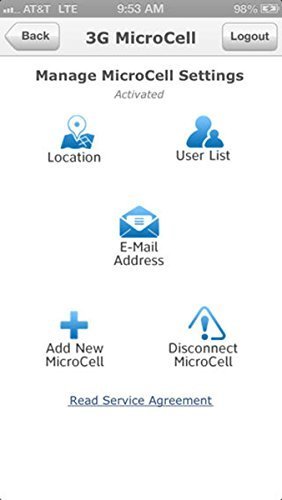 AT&T LTE 9:53 AM 98%
Back 3G MicroCell Logout
Manage MicroCell Settings
Activated
Location User List
E-Mail
Address
Add New Disconnect
MicroCell MicroCell
Read Service Agreement